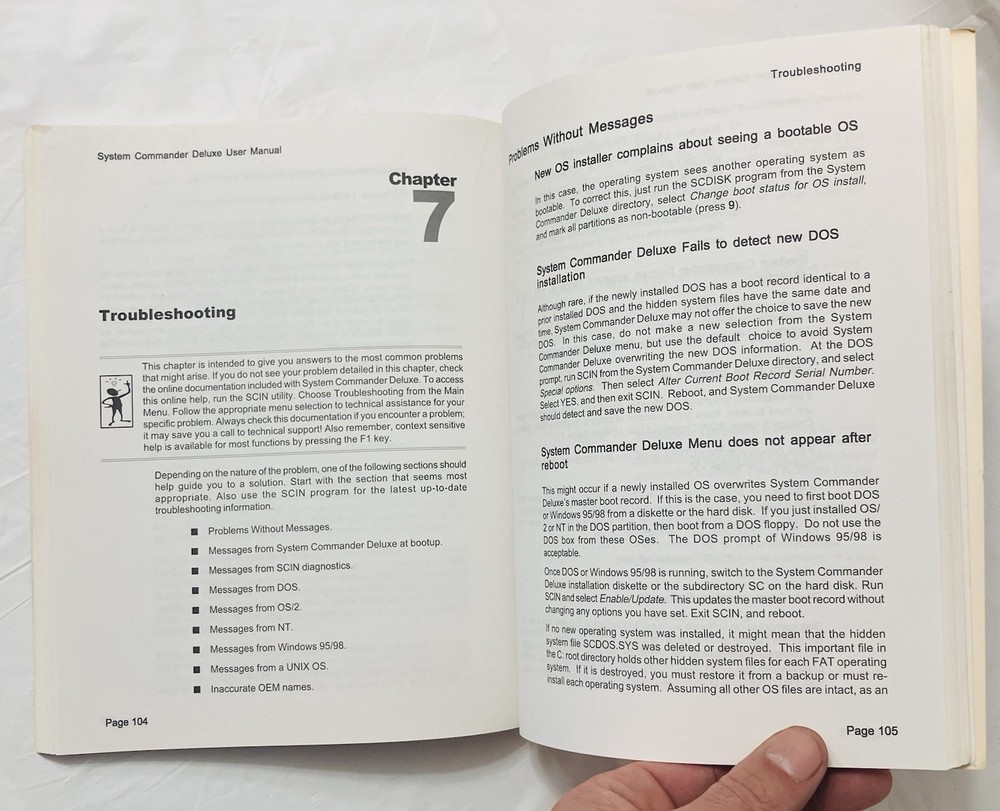 System Commander Deluxe User Manual
Chapter
7
Troubleshooting
This chapter is intended to give you answers to the most common problems
that might arise. If you do not see your problem detailed in this chapter, check
the online documentation included with System Commander Deluxe. To access
this online help, run the SCIN utility. Choose Troubleshooting from the Main
Menu. Follow the appropriate menu selection to technical assistance for your
specific problem. Always check this documentation if you encounter a problem;
it may save you a call to technical support! Also remember, context sensitive
help is available for most functions by pressing the F1 key.
Depending on the nature of the problem, one of the following sections should
help guide you to a solution. Start with the section that seems most
appropriate. Also use the SCIN program for the latest up-to-date
troubleshooting information.
■ Problems Without Messages.
■ Messages from System Commander Deluxe at bootup.
■ Messages from SCIN diagnostics.
■ Messages from DOS.
■ Messages from OS/2.
■ Messages from NT.
■ Messages from Windows 95/98.
■ Messages from a UNIX OS.
■ Inaccurate OEM names.
Page 104
Troubleshooting
Problems Without Messages
New OS installer complains about seeing a bootable OS
In this case, the operating system sees another operating system as
bootable. To correct this, just run the SCDISK program from the System
Commander Deluxe directory, select Change boot status for OS install,
and mark all partitions as non-bootable (press 9).
System Commander Deluxe Fails to detect new DOS
installation
Although rare, if the newly installed DOS has a boot record identical to a
prior installed DOS and the hidden system files have the same date and
time, System Commander Deluxe may not offer the choice to save the new
DOS. In this case, do not make a new selection from the System
Commander Deluxe menu, but use the default choice to avoid System
Commander Deluxe overwriting the new DOS information. At the DOS
prompt, run SCIN from the System Commander Deluxe directory, and select
Special options. Then select Alter Current Boot Record Serial Number.
Select YES, and then exit SCIN. Reboot, and System Commander Deluxe
should detect and save the new DOS.
System Commander Deluxe Menu does not appear after
reboot
This might occur if a newly installed OS overwrites System Commander
Deluxe's master boot record. If this is the case, you need to first boot DOS
or Windows 95/98 from a diskette or the hard disk. If you just installed OS/
2 or NT in the DOS partition, then boot from a DOS floppy. Do not use the
DOS box from these OSes. The DOS prompt of Windows 95/98 is
acceptable.
Once DOS or Windows 95/98 is running, switch to the System Commander
Deluxe installation diskette or the subdirectory SC on the hard disk. Run
SCIN and select Enable/Update. This updates the master boot record without
changing any options you have set. Exit SCIN, and reboot.
If no new operating system was installed, it might mean that the hidden
system file SCDOS.SYS was deleted or destroyed. This important file in
the C: root directory holds other hidden system files for each FAT operating
system. If it is destroyed, you must restore it from a backup or must re-
install each operating system. Assuming all other OS files are intact, as an
Page 105